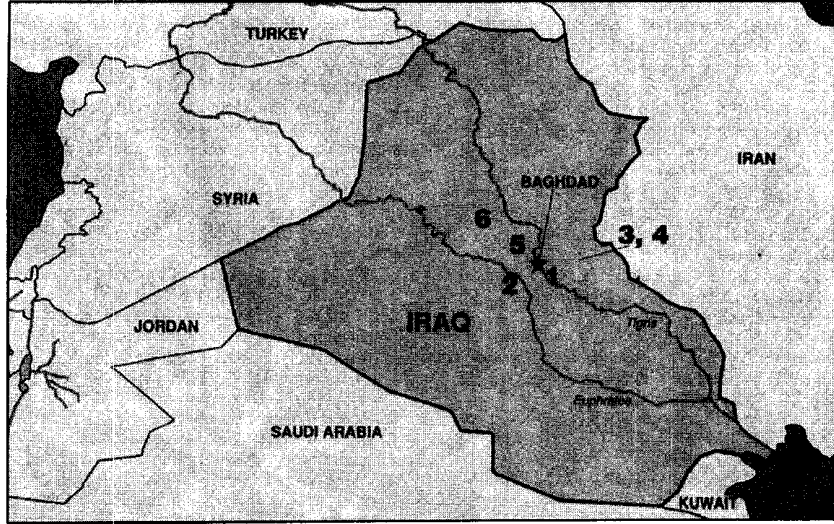 TURKEY
IRAN
BAGHDAD
SYRIA
6
3, 4
5
1
2
IRAQ
JORDAN
Tigris
Euphrates
SAUDI ARABIA
KUWAIT